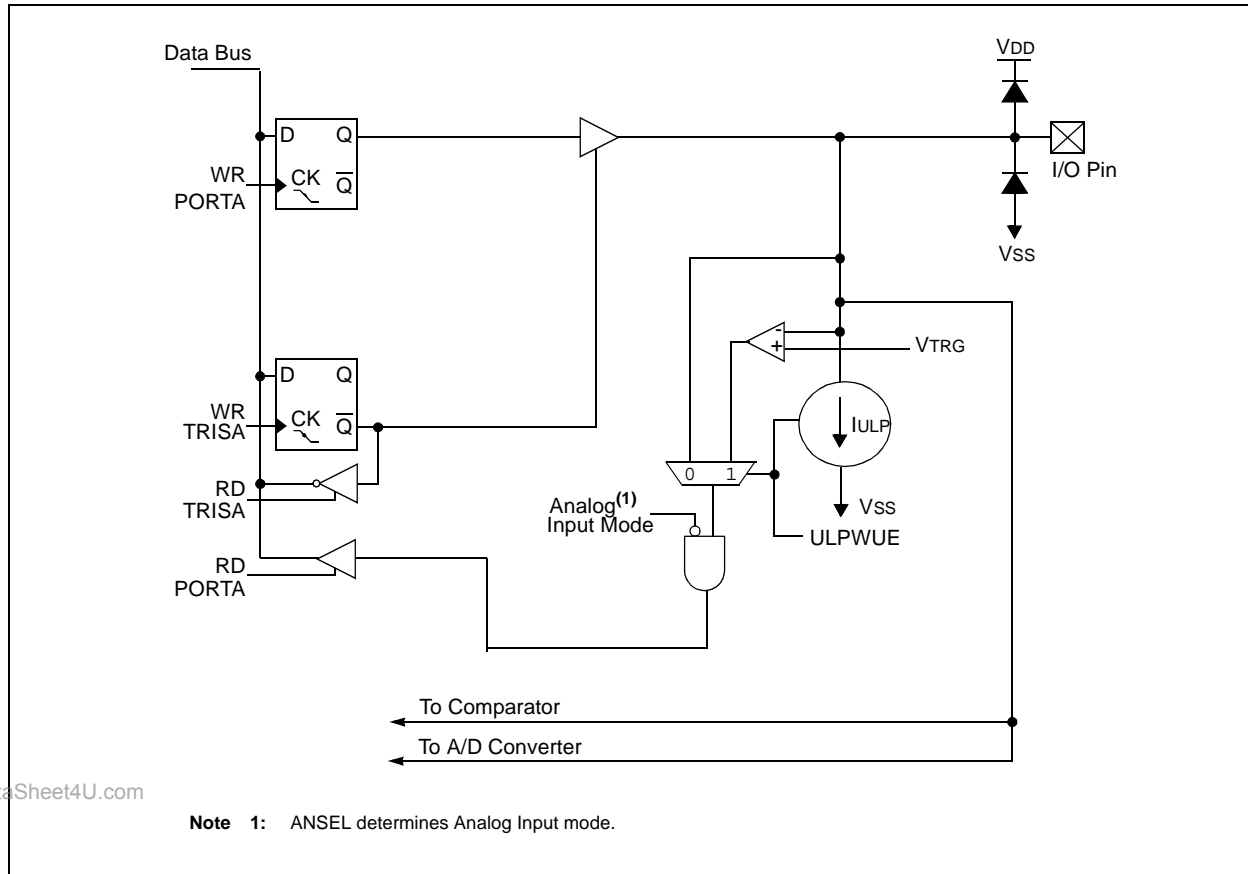 Data Bus
VDD
D Q
WR
PORTA
CK Q
I/O Pin
VSS
-
+
VTRG
D Q
WR
TRISA
CK Q
IULP
RD
TRISA
0 1
Analog(1)
Input Mode
VSS
ULPWUE
RD
PORTA
To Comparator
To A/D Converter
aSheet4U.com
Note 1: ANSEL determines Analog Input mode.